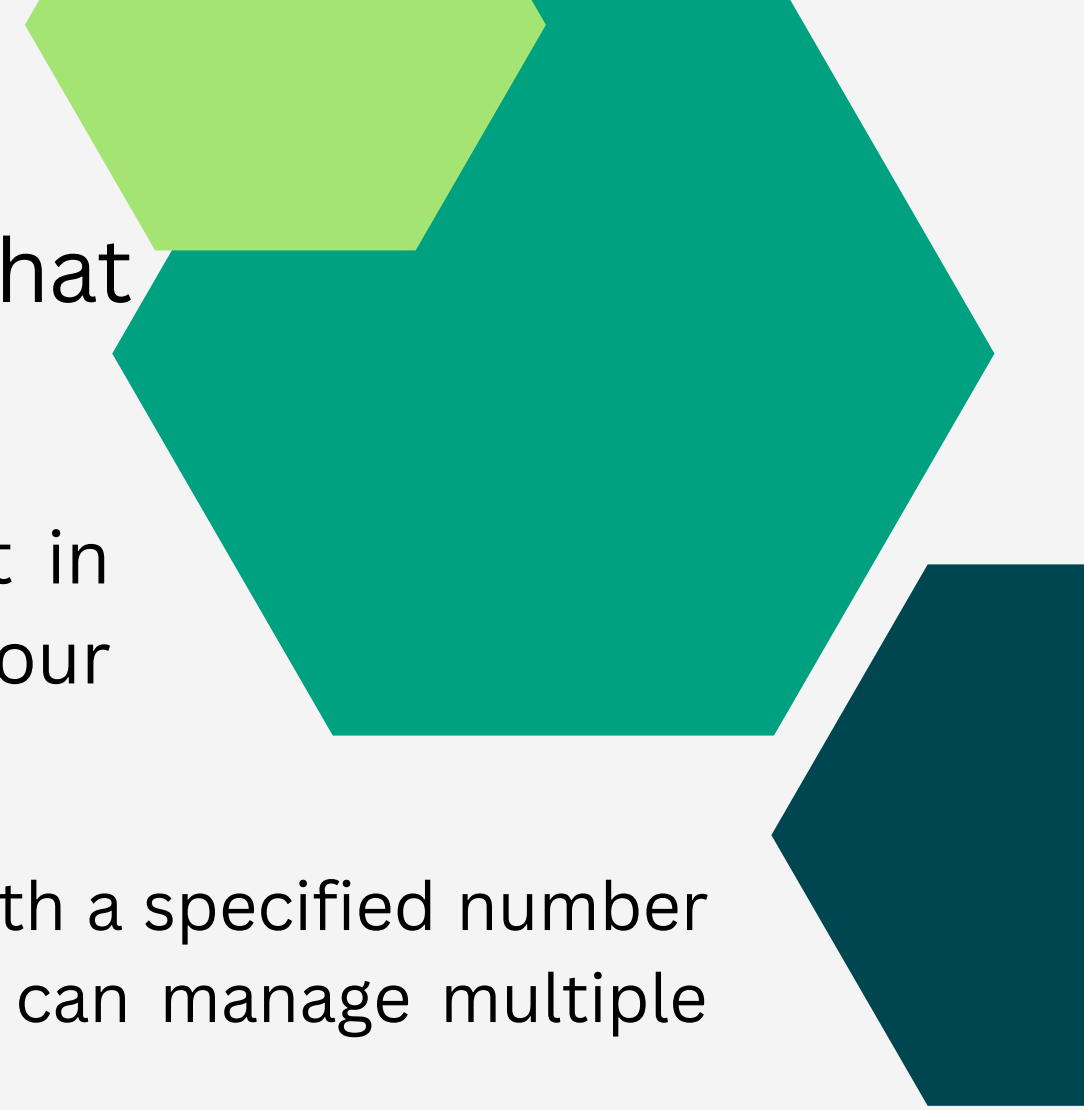 hat
t in
our
th a specified number
can manage multiple